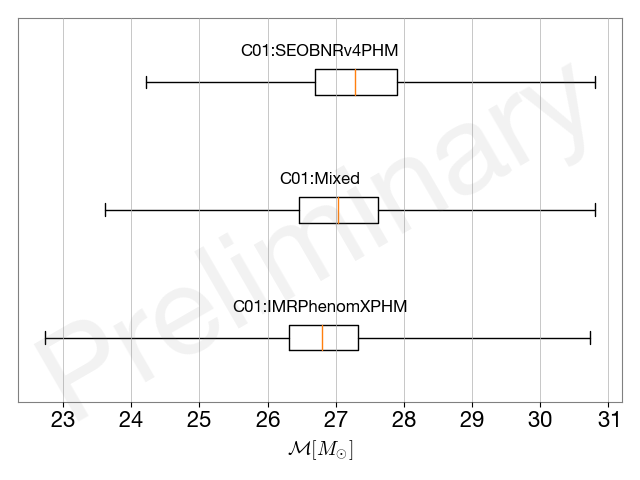 C01:SEOBNRv4PHM
C01:Mixed
C01:IMRPhenomXPHM
Preliminary
23 24 25 26 27 28 29 30 31
ℳ[M⊙]